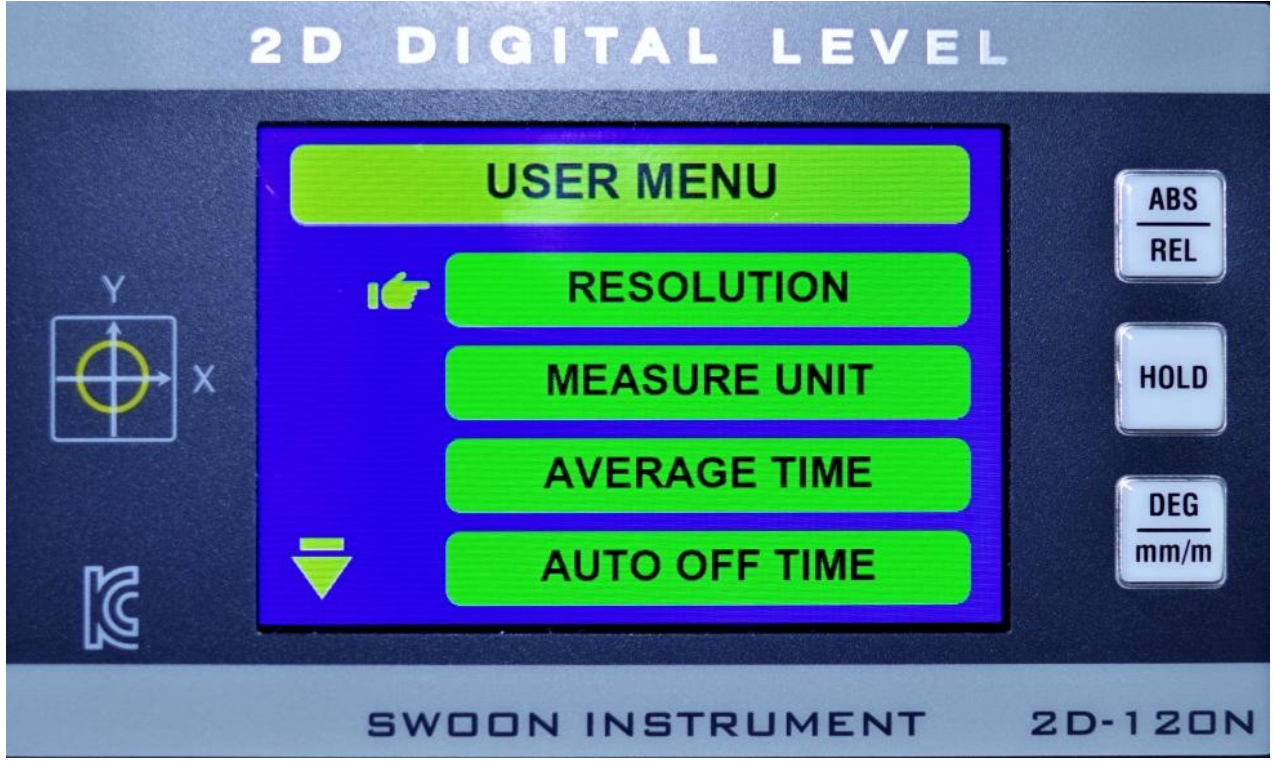 2D DIGITAL LEVEL
USER MENU
RESOLUTION
MEASURE UNIT
AVERAGE TIME
AUTO OFF TIME
Y
X
KC
ABS
REL
HOLD
DEG
mm/m
SWOON INSTRUMENT
2D-120N